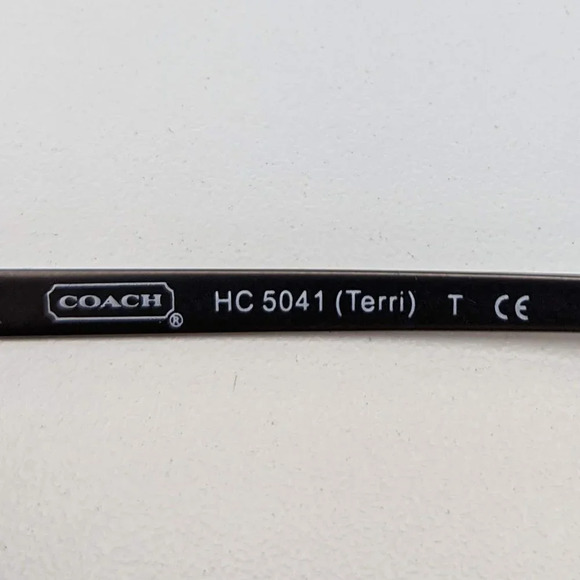 COACH® HC 5041 (Terri) T CE